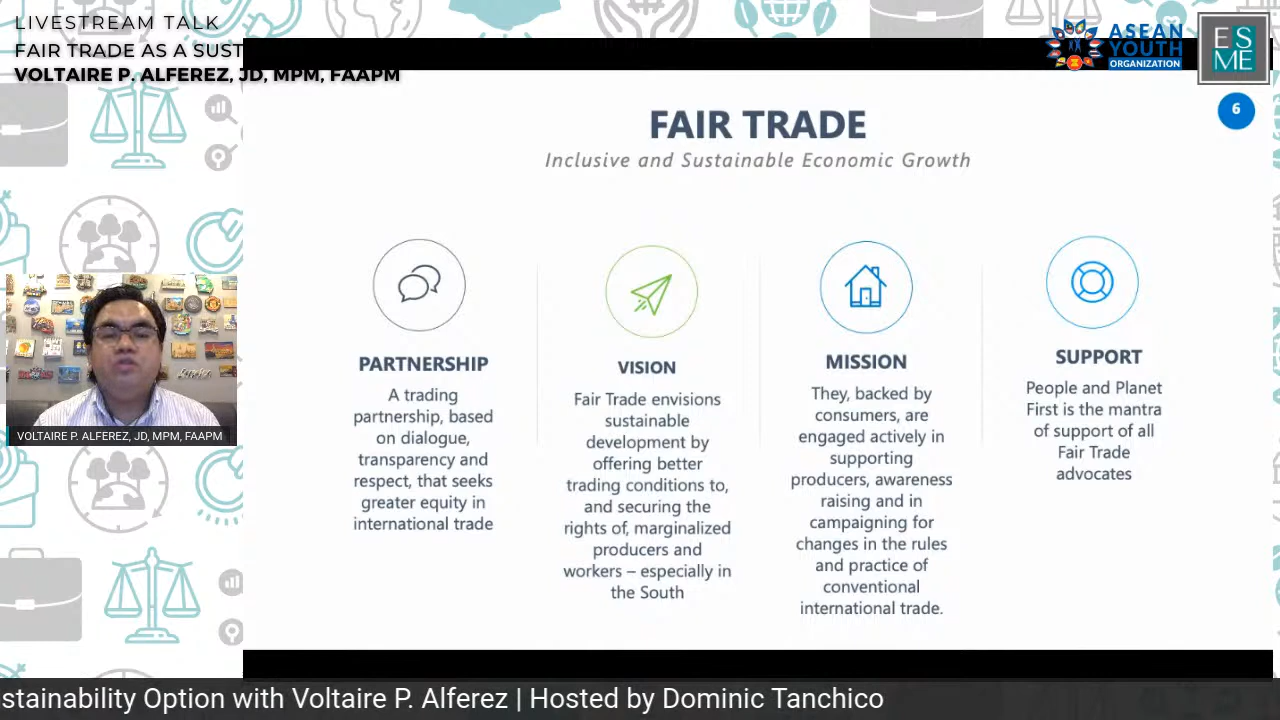 LIVESTREAM TALK
FAIR TRADE AS A SUST
VOLTAIRE P. ALFEREZ, JD, MPM, FAAPM
ASEAN
YOUTH
ORGANIZATION
ES
ME
6
FAIR TRADE
Inclusive and Sustainable Economic Growth
PARTNERSHIP
A trading
partnership, based
on dialogue,
transparency and
respect, that seeks
greater equity in
international trade
VISION
Fair Trade envisions
sustainable
development by
offering better
trading conditions to,
and securing the
rights of, marginalized
producers and
workers – especially in
the South
MISSION
They, backed by
consumers, are
engaged actively in
supporting
producers, awareness
raising and in
campaigning for
changes in the rules
and practice of
conventional
international trade.
SUPPORT
People and Planet
First is the mantra
of support of all
Fair Trade
advocates
VOLTAIRE P. ALFEREZ, JD, MPM, FAAPM
stainability Option with Voltaire P. Alferez | Hosted by Dominic Tanchico